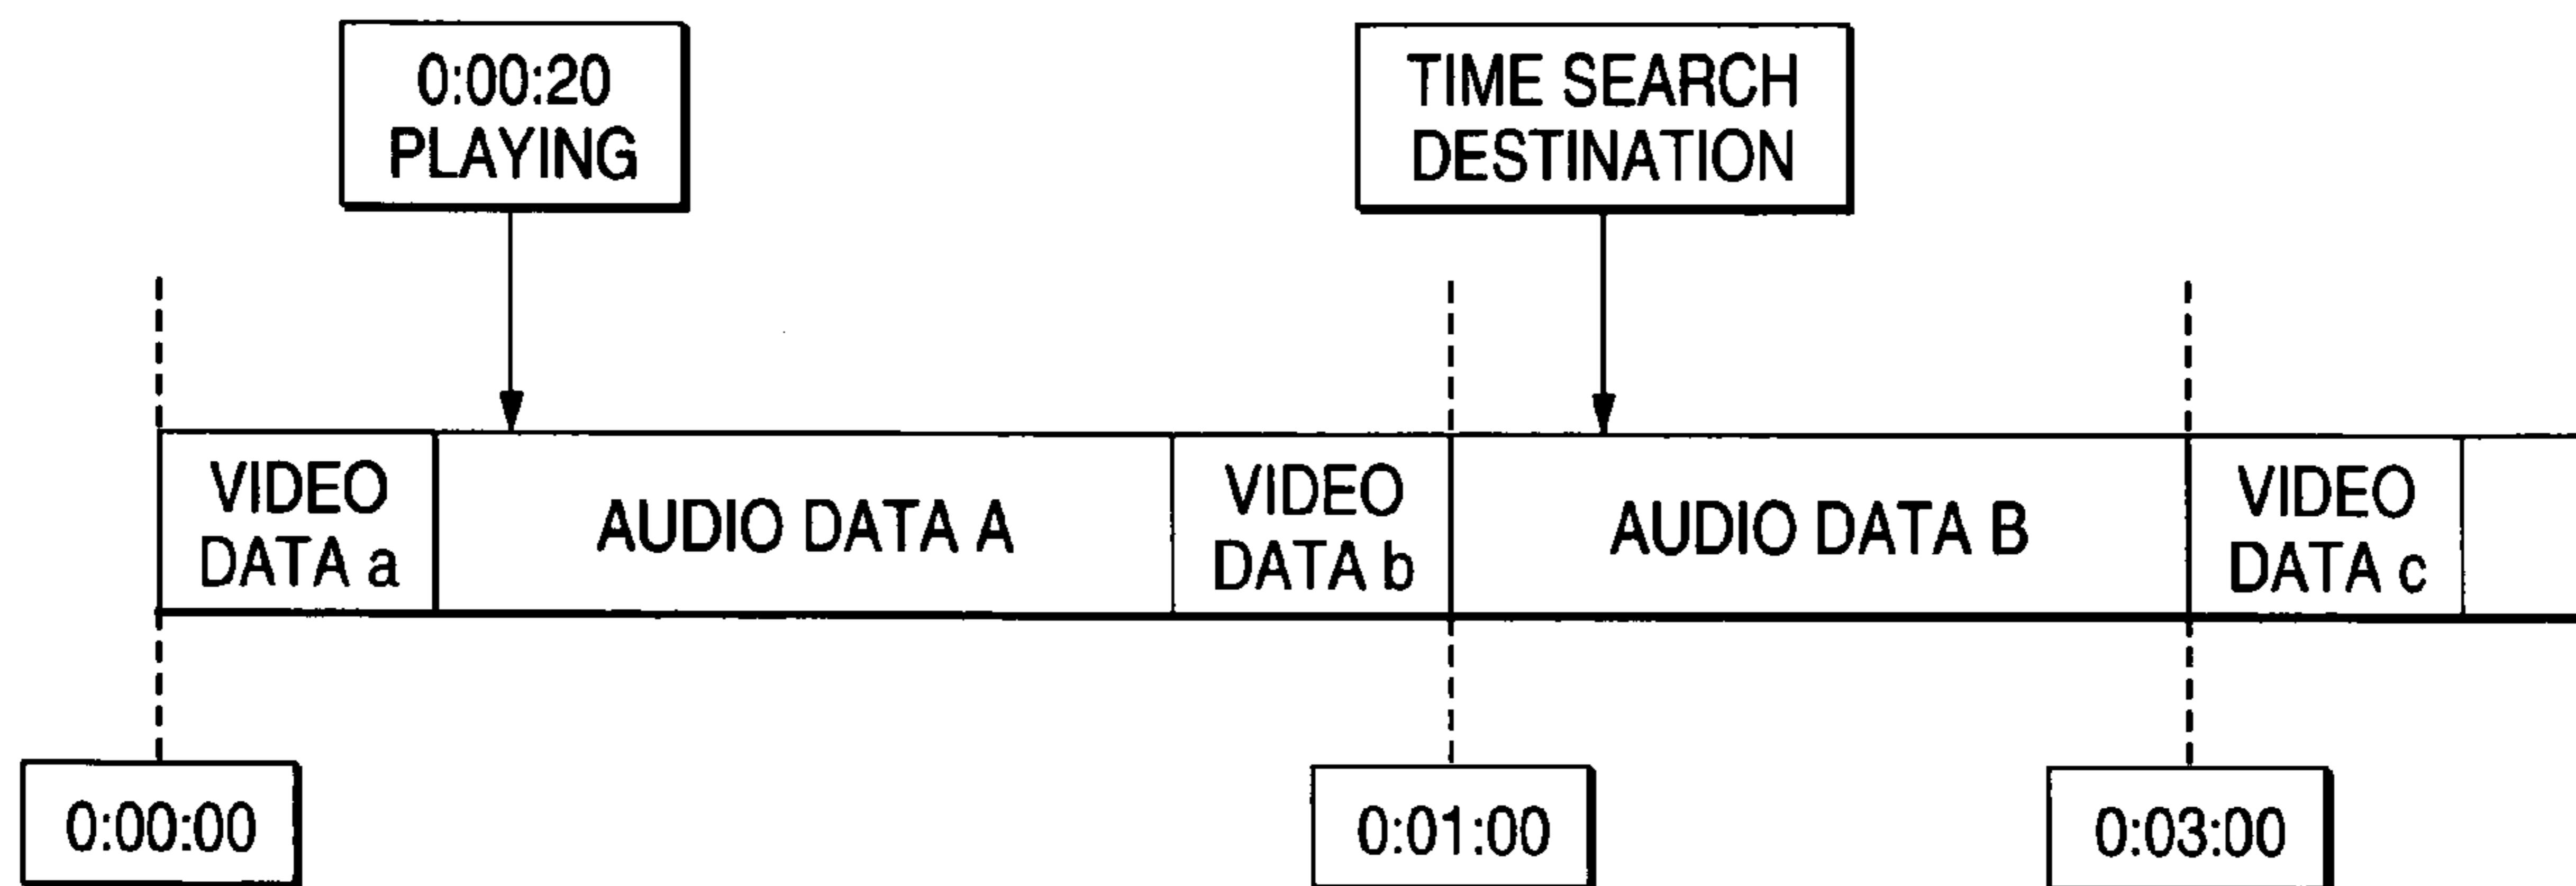 0:00:20
PLAYING
TIME SEARCH
DESTINATION
VIDEO
DATA a
AUDIO DATA A
VIDEO
DATA b
AUDIO DATA B
VIDEO
DATA c
0:00:00
0:01:00
0:03:00